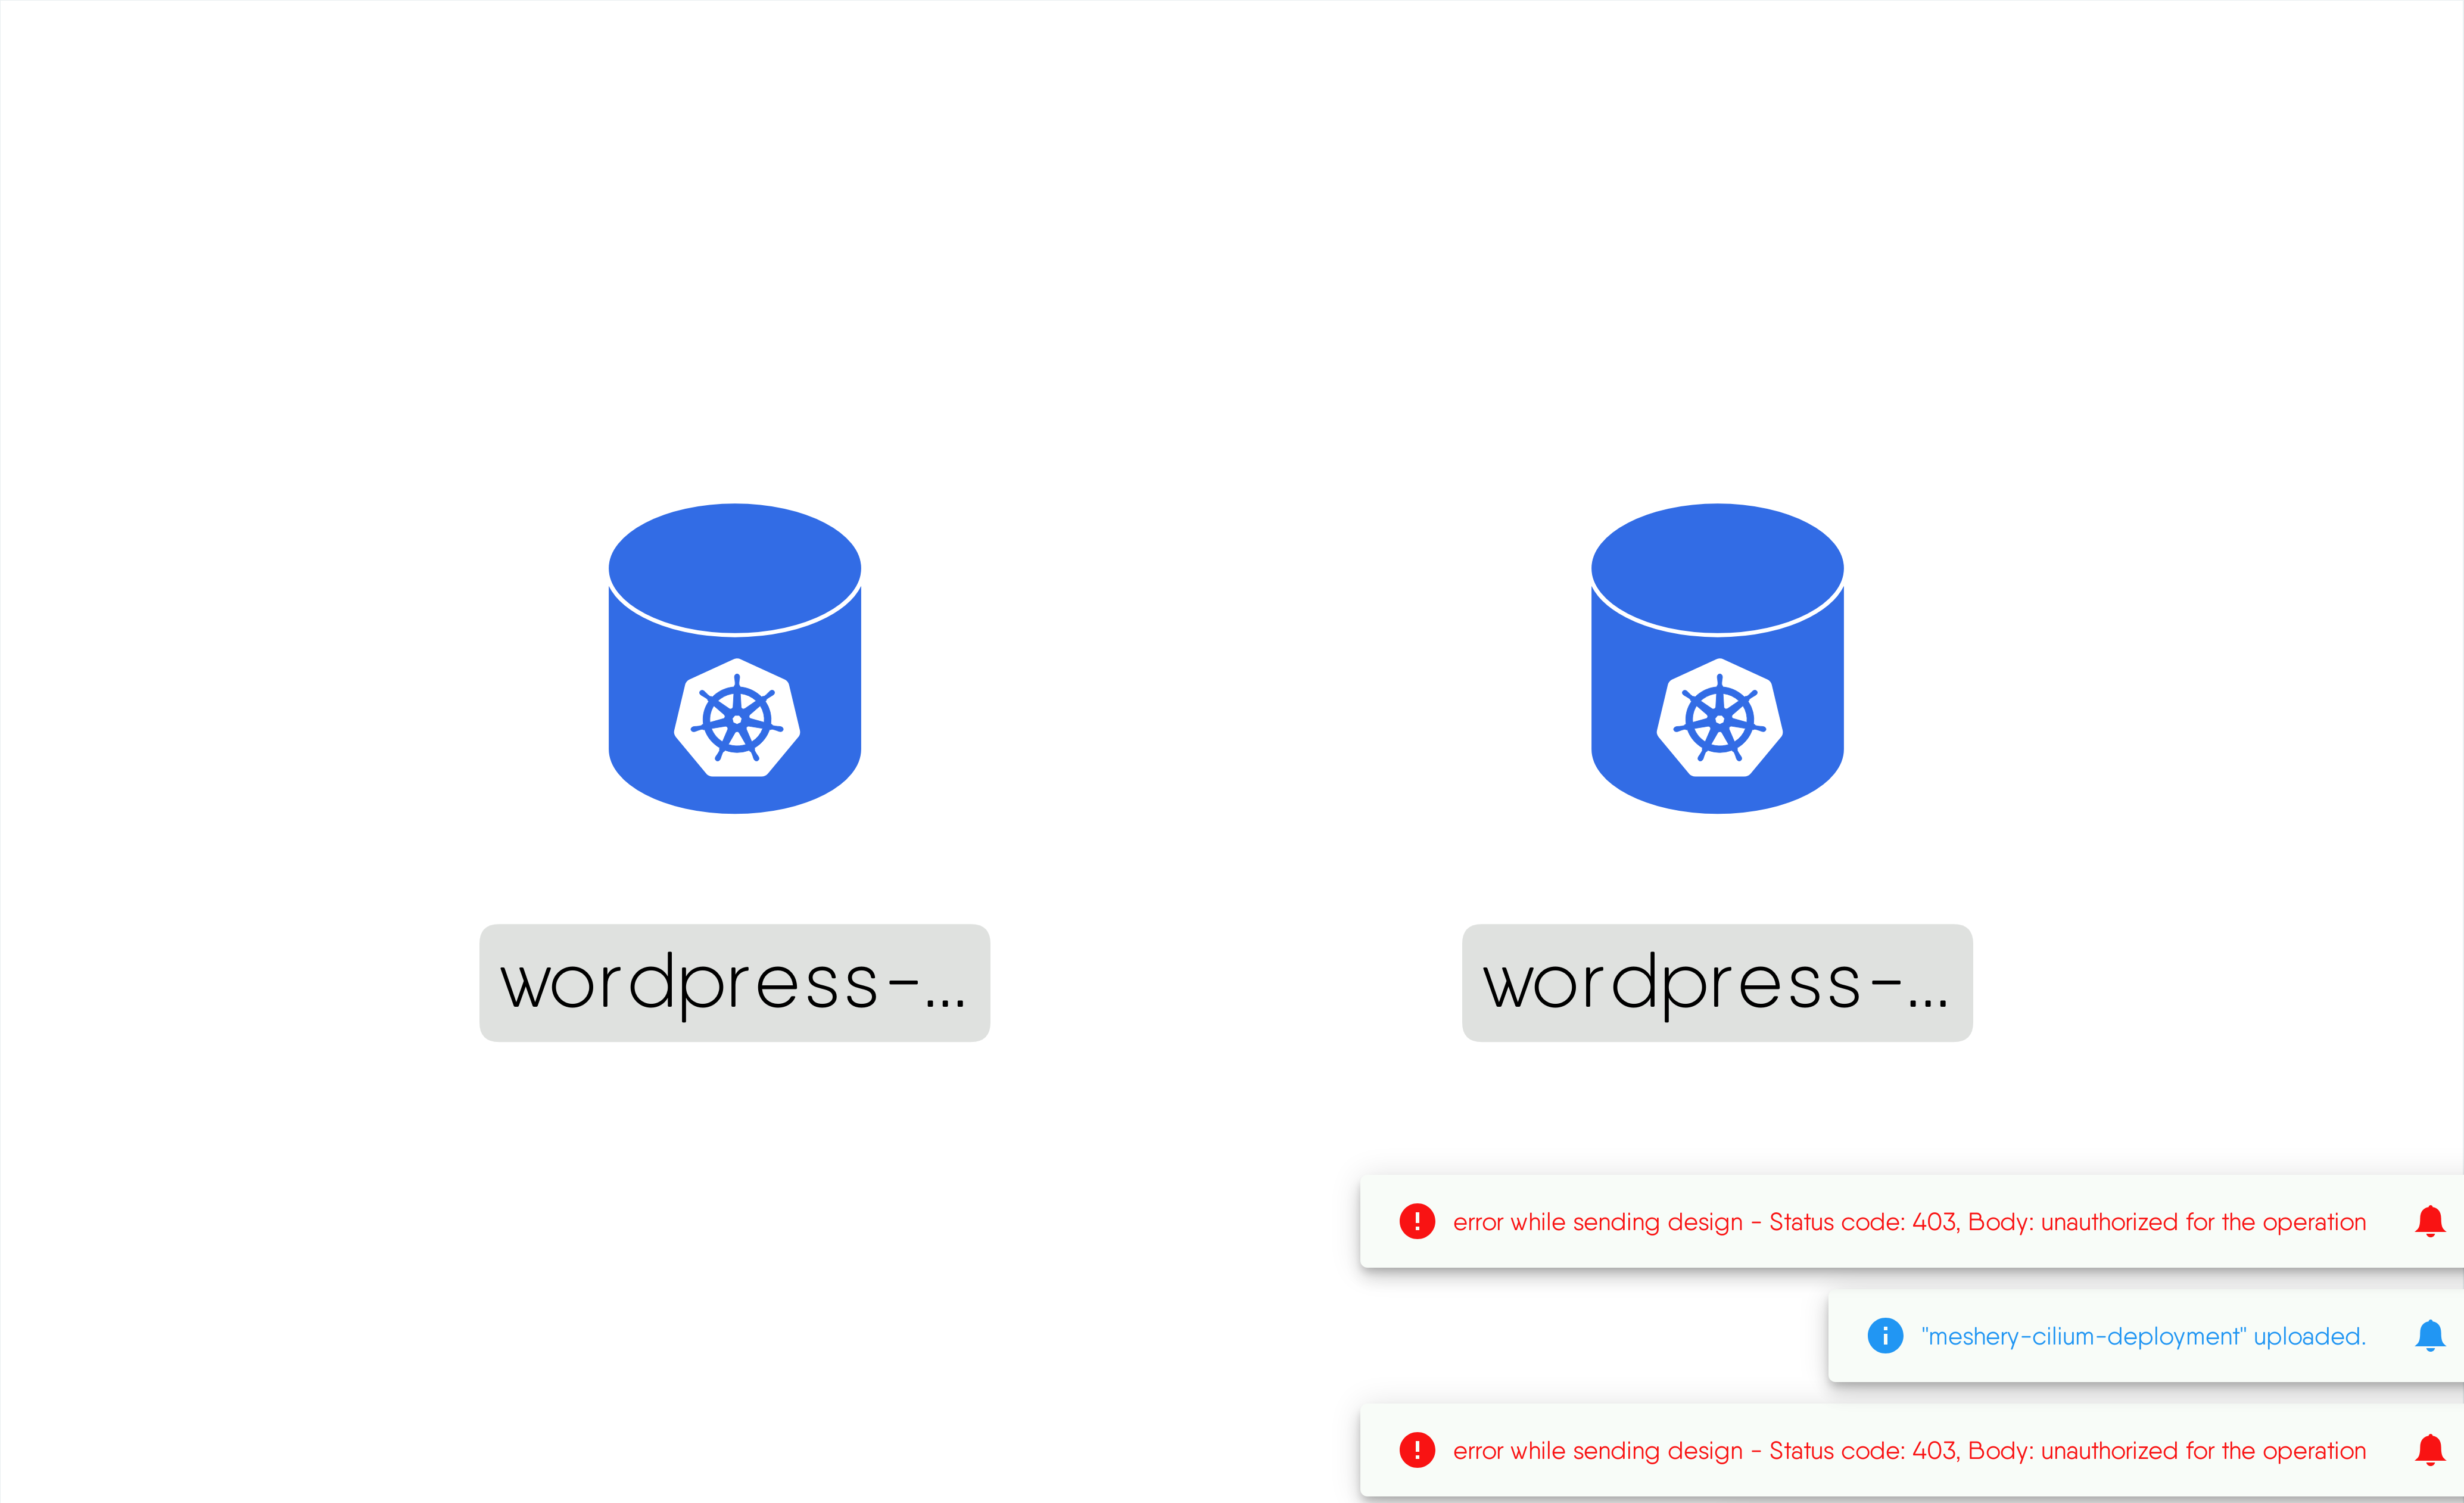 wordpress-...
wordpress-...
error while sending design - Status code: 403, Body: unauthorized for the operation
"meshery-cilium-deployment" uploaded.
error while sending design - Status code: 403, Body: unauthorized for the operation